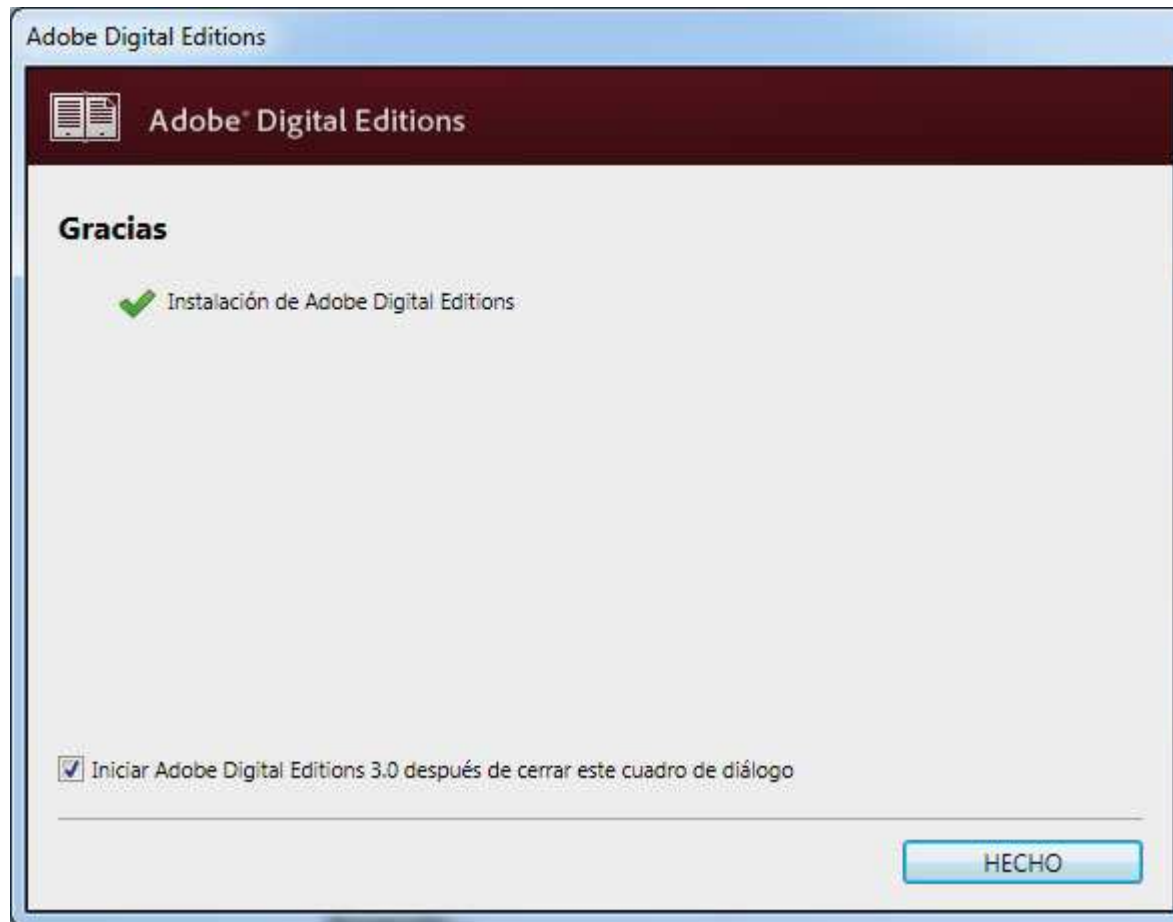 Adobe Digital Editions
Adobe® Digital Editions
Gracias
Instalación de Adobe Digital Editions
Iniciar Adobe Digital Editions 3.0 después de cerrar este cuadro de diálogo
HECHO